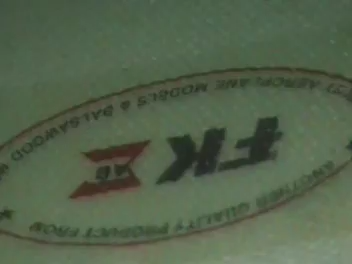 ANOTHER QUALITY PRODUCT FROM
FK
AEROPLANE MODELS & BALSAWOOD